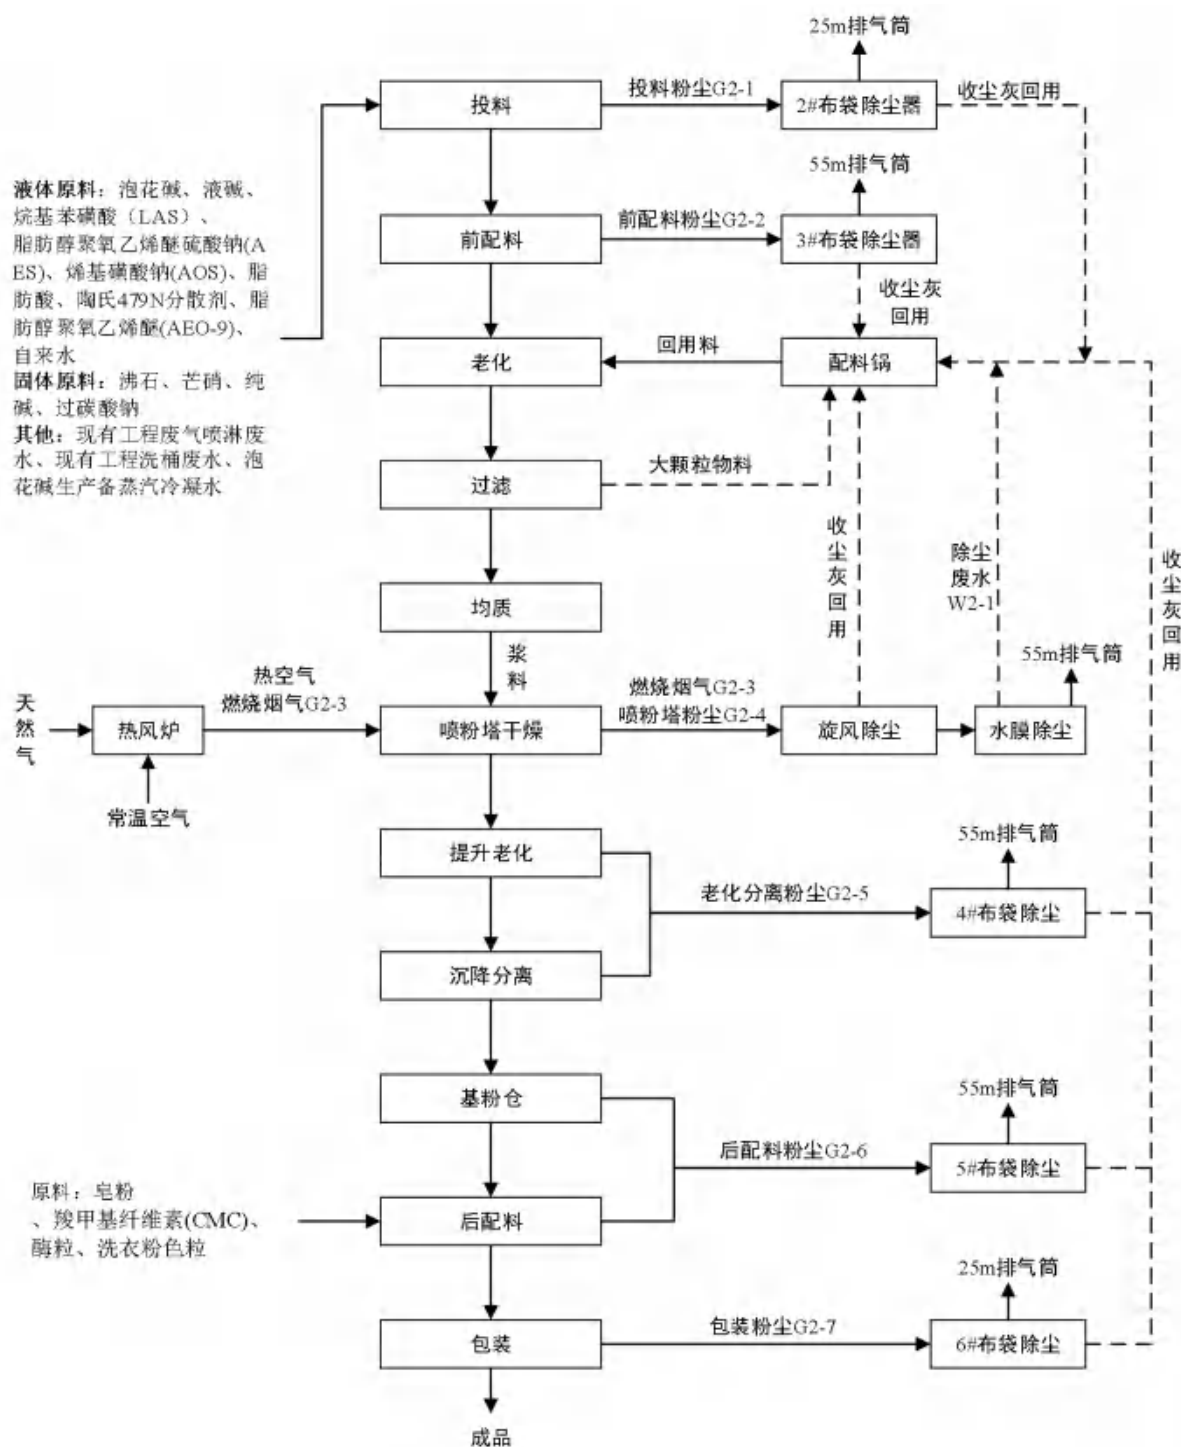 25m排气筒
投料
投料粉尘G2-1
2#布袋除尘器
收尘灰回用
55m排气筒
液体原料：泡花碱、液碱、
烷基苯磺酸（LAS）、
脂肪醇聚氧乙烯醚硫酸钠(A
ES)、烯基磺酸钠(AOS)、脂
肪酸、陶氏479N分散剂、脂
肪醇聚氧乙烯醚(AEO-9)、
自来水
固体原料：沸石、芒硝、纯
碱、过碳酸钠
其他：现有工程废气喷淋废
水、现有工程洗桶废水、泡
花碱生产备蒸汽冷凝水
前配料
前配料粉尘G2-2
3#布袋除尘器
收尘灰
回用
老化
回用料
配料锅
过滤
大颗粒物料
收尘灰回用
除尘
废水
W2-1
收尘灰回用
均质
浆料
55m排气筒
天然气
热风炉
热空气
燃烧烟气G2-3
喷粉塔干燥
燃烧烟气G2-3
喷粉塔粉尘G2-4
旋风除尘
水膜除尘
常温空气
提升老化
55m排气筒
老化分离粉尘G2-5
4#布袋除尘
沉降分离
基粉仓
55m排气筒
后配料粉尘G2-6
5#布袋除尘
原料：皂粉
、羧甲基纤维素(CMC)、
酶粒、洗衣粉色粒
后配料
25m排气筒
包装
包装粉尘G2-7
6#布袋除尘
成品